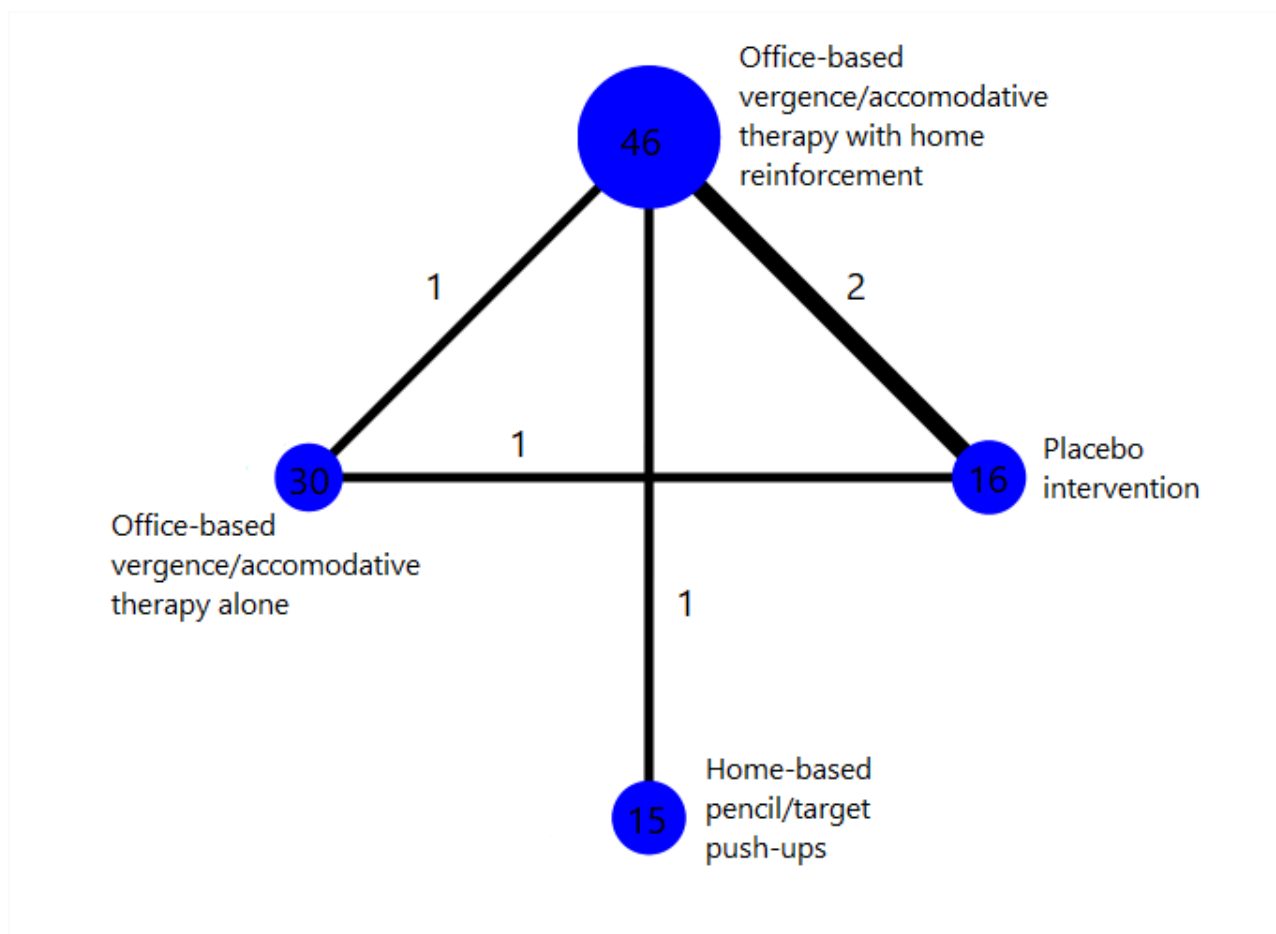 Office-based
vergence/accomodative
therapy with home
reinforcement
46
1
2
1
30
16
Placebo
intervention
Office-based
vergence/accomodative
therapy alone
1
15
Home-based
pencil/target
push-ups